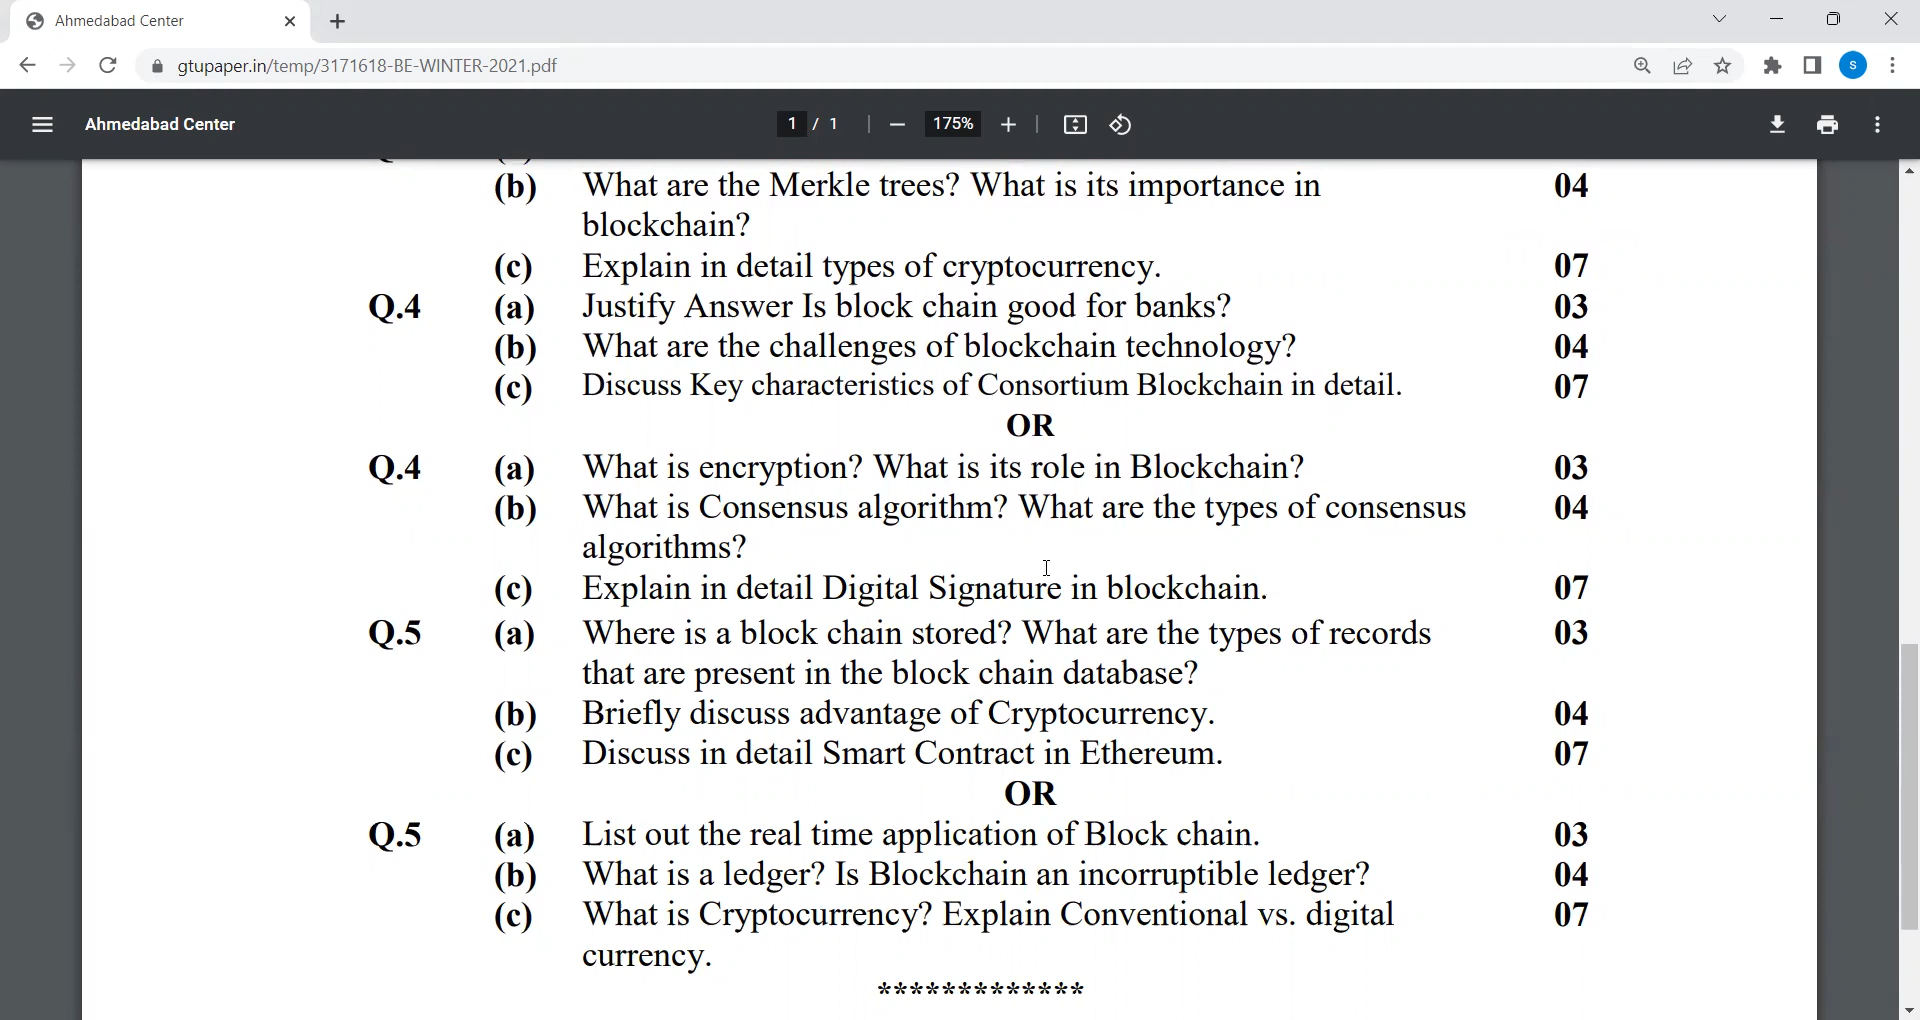 Ahmedabad Center
gtupaper.in/temp/3171618-BE-WINTER-2021.pdf
S
Ahmedabad Center 1 / 1 175%
(b) What are the Merkle trees? What is its importance in 04
blockchain?
(c) Explain in detail types of cryptocurrency. 07
Q.4 (a) Justify Answer Is block chain good for banks? 03
(b) What are the challenges of blockchain technology? 04
(c) Discuss Key characteristics of Consortium Blockchain in detail. 07
OR
Q.4 (a) What is encryption? What is its role in Blockchain? 03
(b) What is Consensus algorithm? What are the types of consensus 04
algorithms?
(c) Explain in detail Digital Signature in blockchain. 07
Q.5 (a) Where is a block chain stored? What are the types of records 03
that are present in the block chain database?
(b) Briefly discuss advantage of Cryptocurrency. 04
(c) Discuss in detail Smart Contract in Ethereum. 07
OR
Q.5 (a) List out the real time application of Block chain. 03
(b) What is a ledger? Is Blockchain an incorruptible ledger? 04
(c) What is Cryptocurrency? Explain Conventional vs. digital 07
currency.
*************